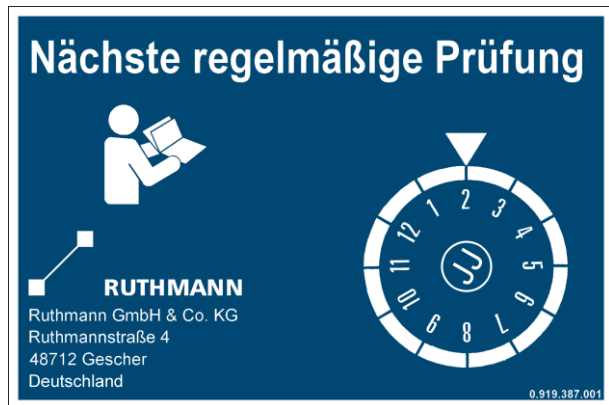 Nächste regelmäßige Prüfung
RUTHMANN
Ruthmann GmbH & Co. KG
Ruthmannstraße 4
48712 Gescher
Deutschland
1 2 3 4 5 6 7 8 9 10 11 12
JJ
0.919.387.001